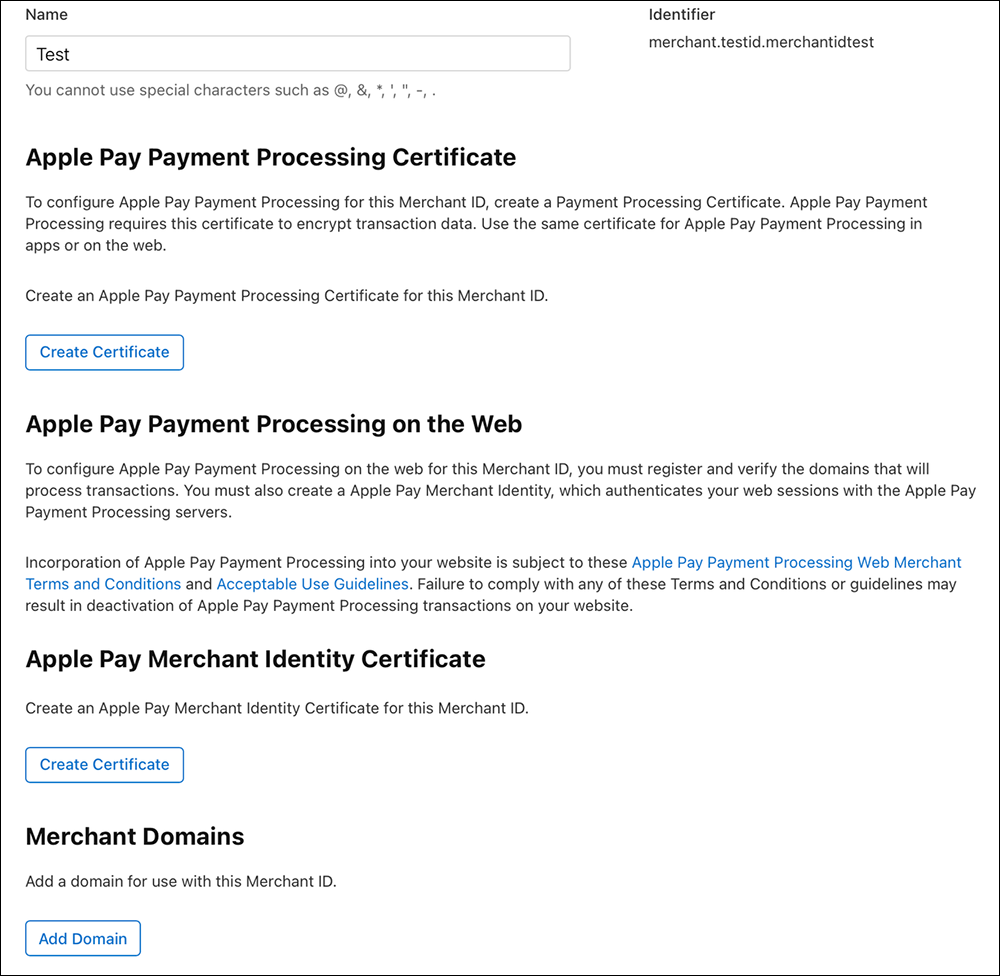 Name
Identifier
Test
merchant.testid.merchantidtest
You cannot use special characters such as @, &, *, ', ", -, .
Apple Pay Payment Processing Certificate
To configure Apple Pay Payment Processing for this Merchant ID, create a Payment Processing Certificate. Apple Pay Payment
Processing requires this certificate to encrypt transaction data. Use the same certificate for Apple Pay Payment Processing in
apps or on the web.
Create an Apple Pay Payment Processing Certificate for this Merchant ID.
Create Certificate
Apple Pay Payment Processing on the Web
To configure Apple Pay Payment Processing on the web for this Merchant ID, you must register and verify the domains that will
process transactions. You must also create a Apple Pay Merchant Identity, which authenticates your web sessions with the Apple Pay
Payment Processing servers.
Incorporation of Apple Pay Payment Processing into your website is subject to these Apple Pay Payment Processing Web Merchant
Terms and Conditions and Acceptable Use Guidelines. Failure to comply with any of these Terms and Conditions or guidelines may
result in deactivation of Apple Pay Payment Processing transactions on your website.
Apple Pay Merchant Identity Certificate
Create an Apple Pay Merchant Identity Certificate for this Merchant ID.
Create Certificate
Merchant Domains
Add a domain for use with this Merchant ID.
Add Domain